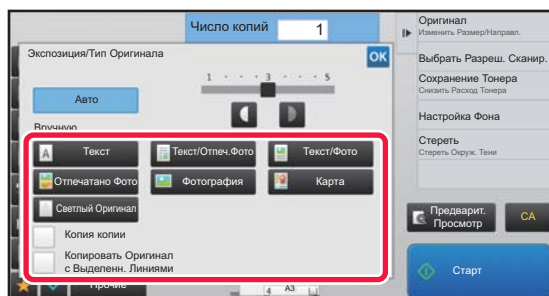 Число копий 1
Экспозиция/Тип Оригинала
OK
1 3 5
Авто
Вручную
Текст
Текст/Отпеч.Фото
Текст/Фото
Отпечатано Фото
Фотография
Карта
Светлый Оригинал
Копия копии
Копировать Оригинал
с Выделенн. Линиями
Прочие
4 A3
Оригинал
Изменить Размер/Направл.
Выбрать Разреш. Сканир.
Сохранение Тонера
Снизить Расход Тонера
Настройка Фона
Стереть
Стереть Окруж. Тени
Предварит.
Просмотр
CA
Старт